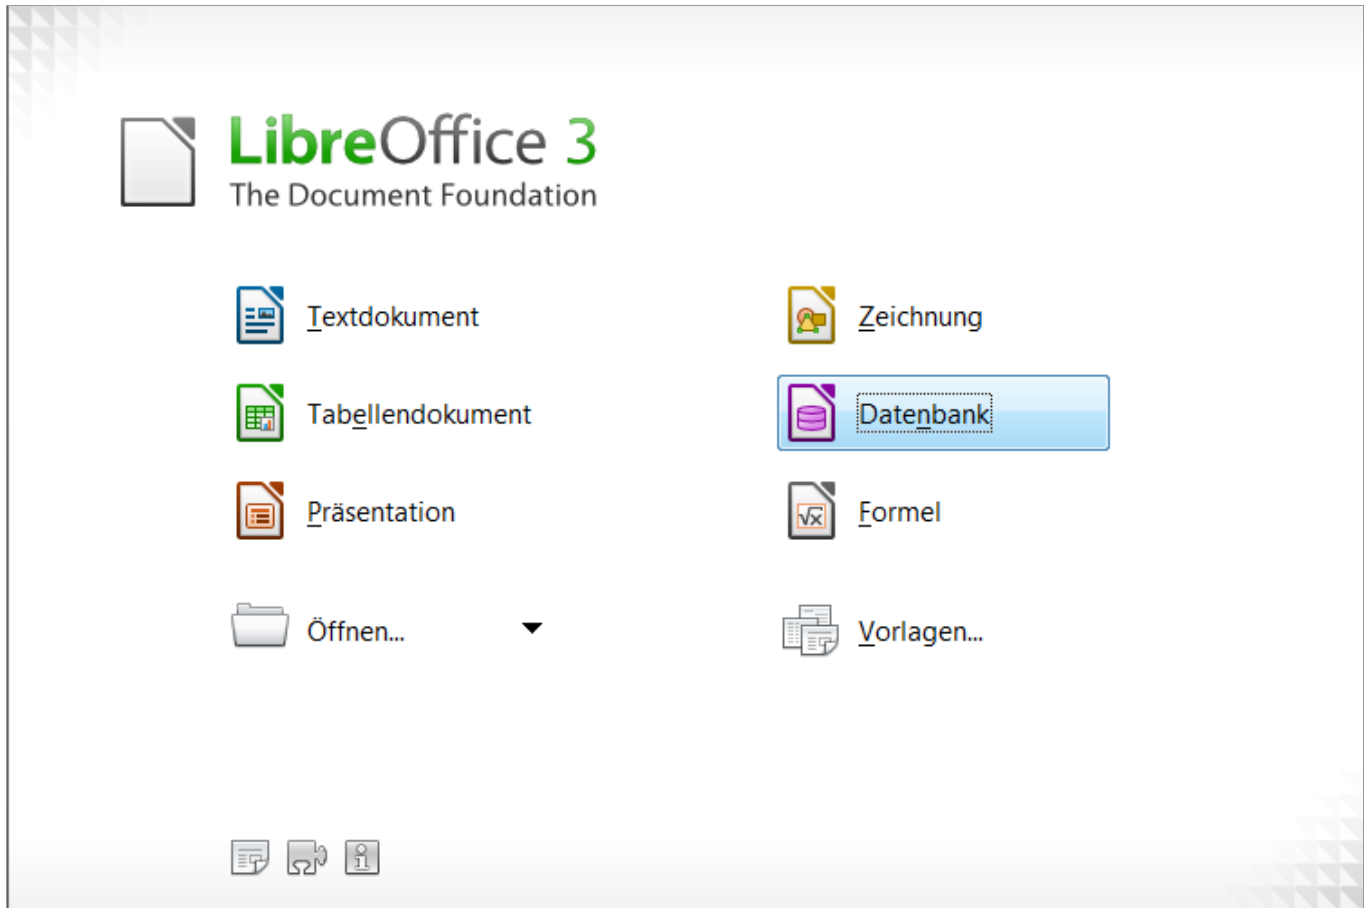 LibreOffice 3
The Document Foundation
Textdokument
Zeichnung
Tabellendokument
Datenbank
Präsentation
Formel
Öffnen...
Vorlagen...